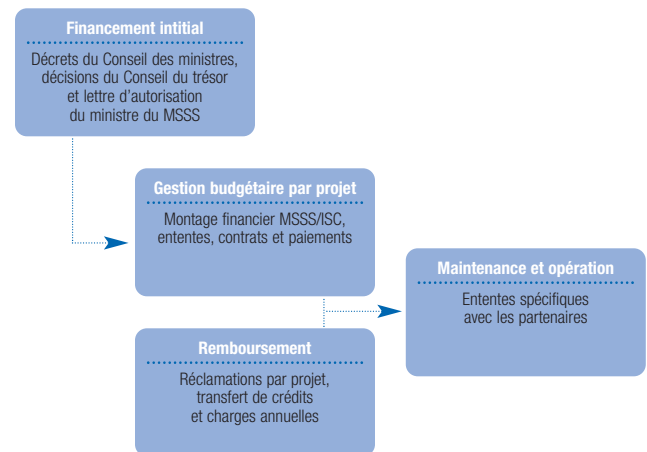 Financement intitial
Décrets du Conseil des ministres,
décisions du Conseil du trésor
et lettre d'autorisation
du ministre du MSSS
Gestion budgétaire par projet
Montage financier MSSS/ISC,
ententes, contrats et paiements
Maintenance et opération
Ententes spécifiques
avec les partenaires
Remboursement
Réclamations par projet,
transfert de crédits
et charges annuelles